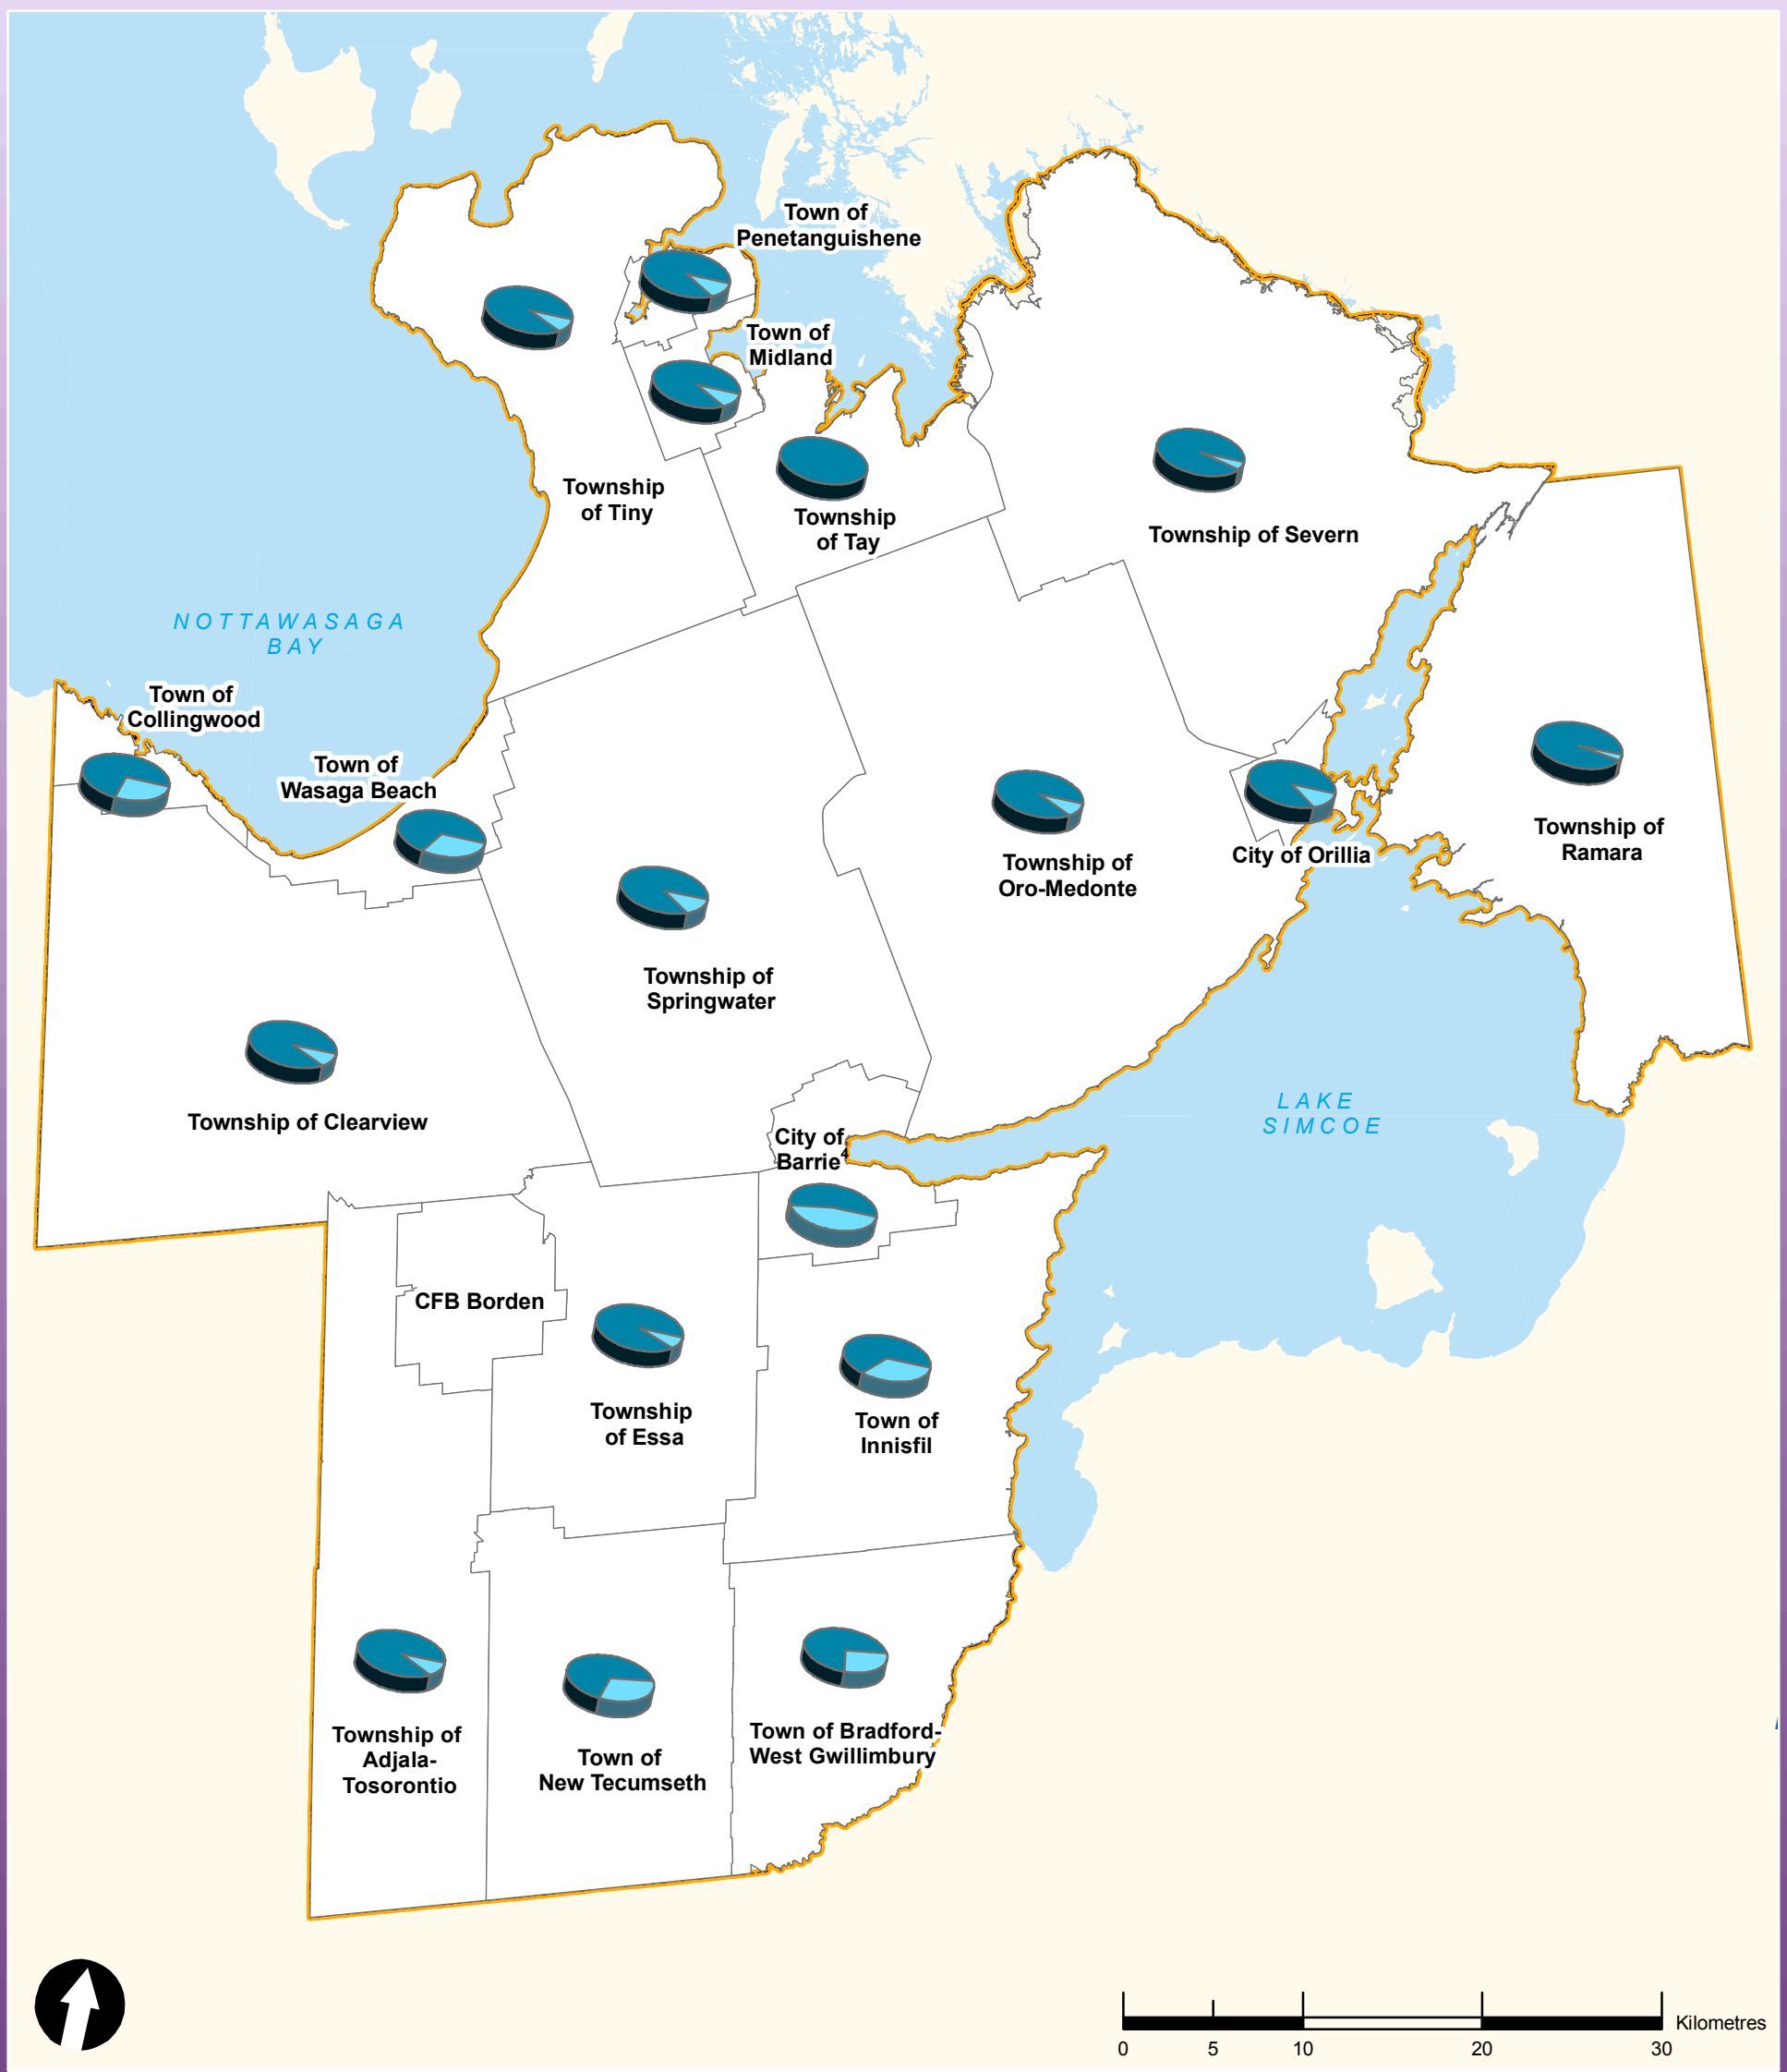 Town of
Penetanguishene
Town of
Midland
Township
of Tiny
Township
of Tay
Township of Severn
NOTTAWASAGA
BAY
Town of
Collingwood
Town of
Wasaga Beach
Township of
Ramara
City of Orillia
Township of
Oro-Medonte
Township of
Springwater
Township of Clearview
LAKE
SIMCOE
City of
Barrie⁴
CFB Borden
Township
of Essa
Town of
Innisfil
Township of
Adjala-
Tosorontio
Town of
New Tecumseth
Town of Bradford-
West Gwillimbury
Kilometres
0 5 10 20 30